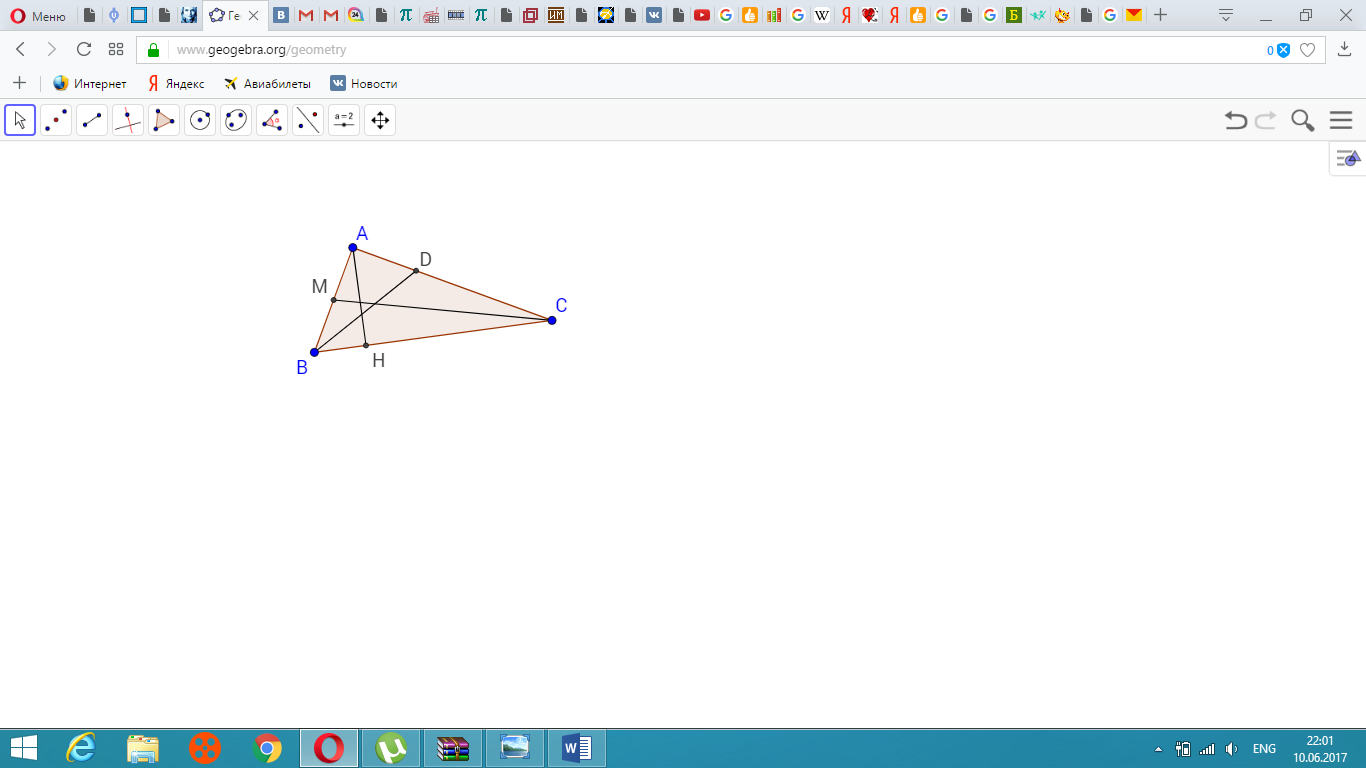 Меню
Ге
www.geogebra.org/geometry
0
Интернет
Яндекс
Авиабилеты
Новости
a=2
A
D
M
C
B
H
ENG
22:01
10.06.2017